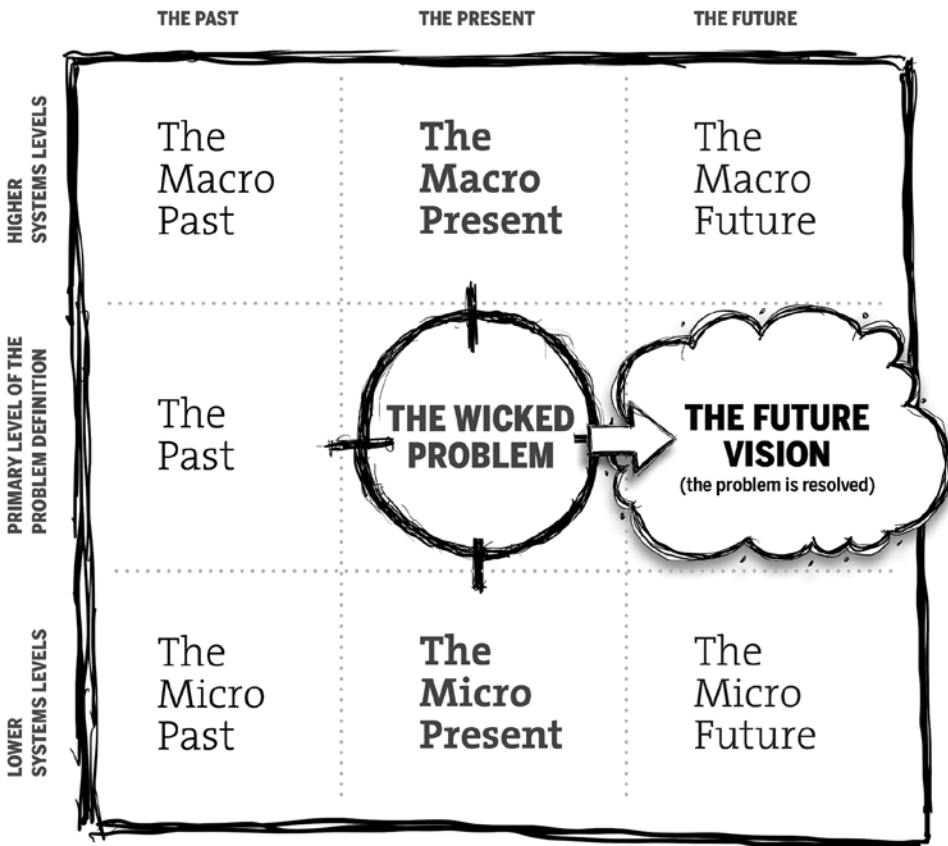 THE PAST
THE PRESENT
THE FUTURE
HIGHER
SYSTEMS LEVELS
The
Macro
Past
The
Macro
Present
The
Macro
Future
PRIMARY LEVEL OF THE
PROBLEM DEFINITION
The
Past
THE WICKED
PROBLEM
THE FUTURE
VISION
(the problem is resolved)
LOWER
SYSTEMS LEVELS
The
Micro
Past
The
Micro
Present
The
Micro
Future